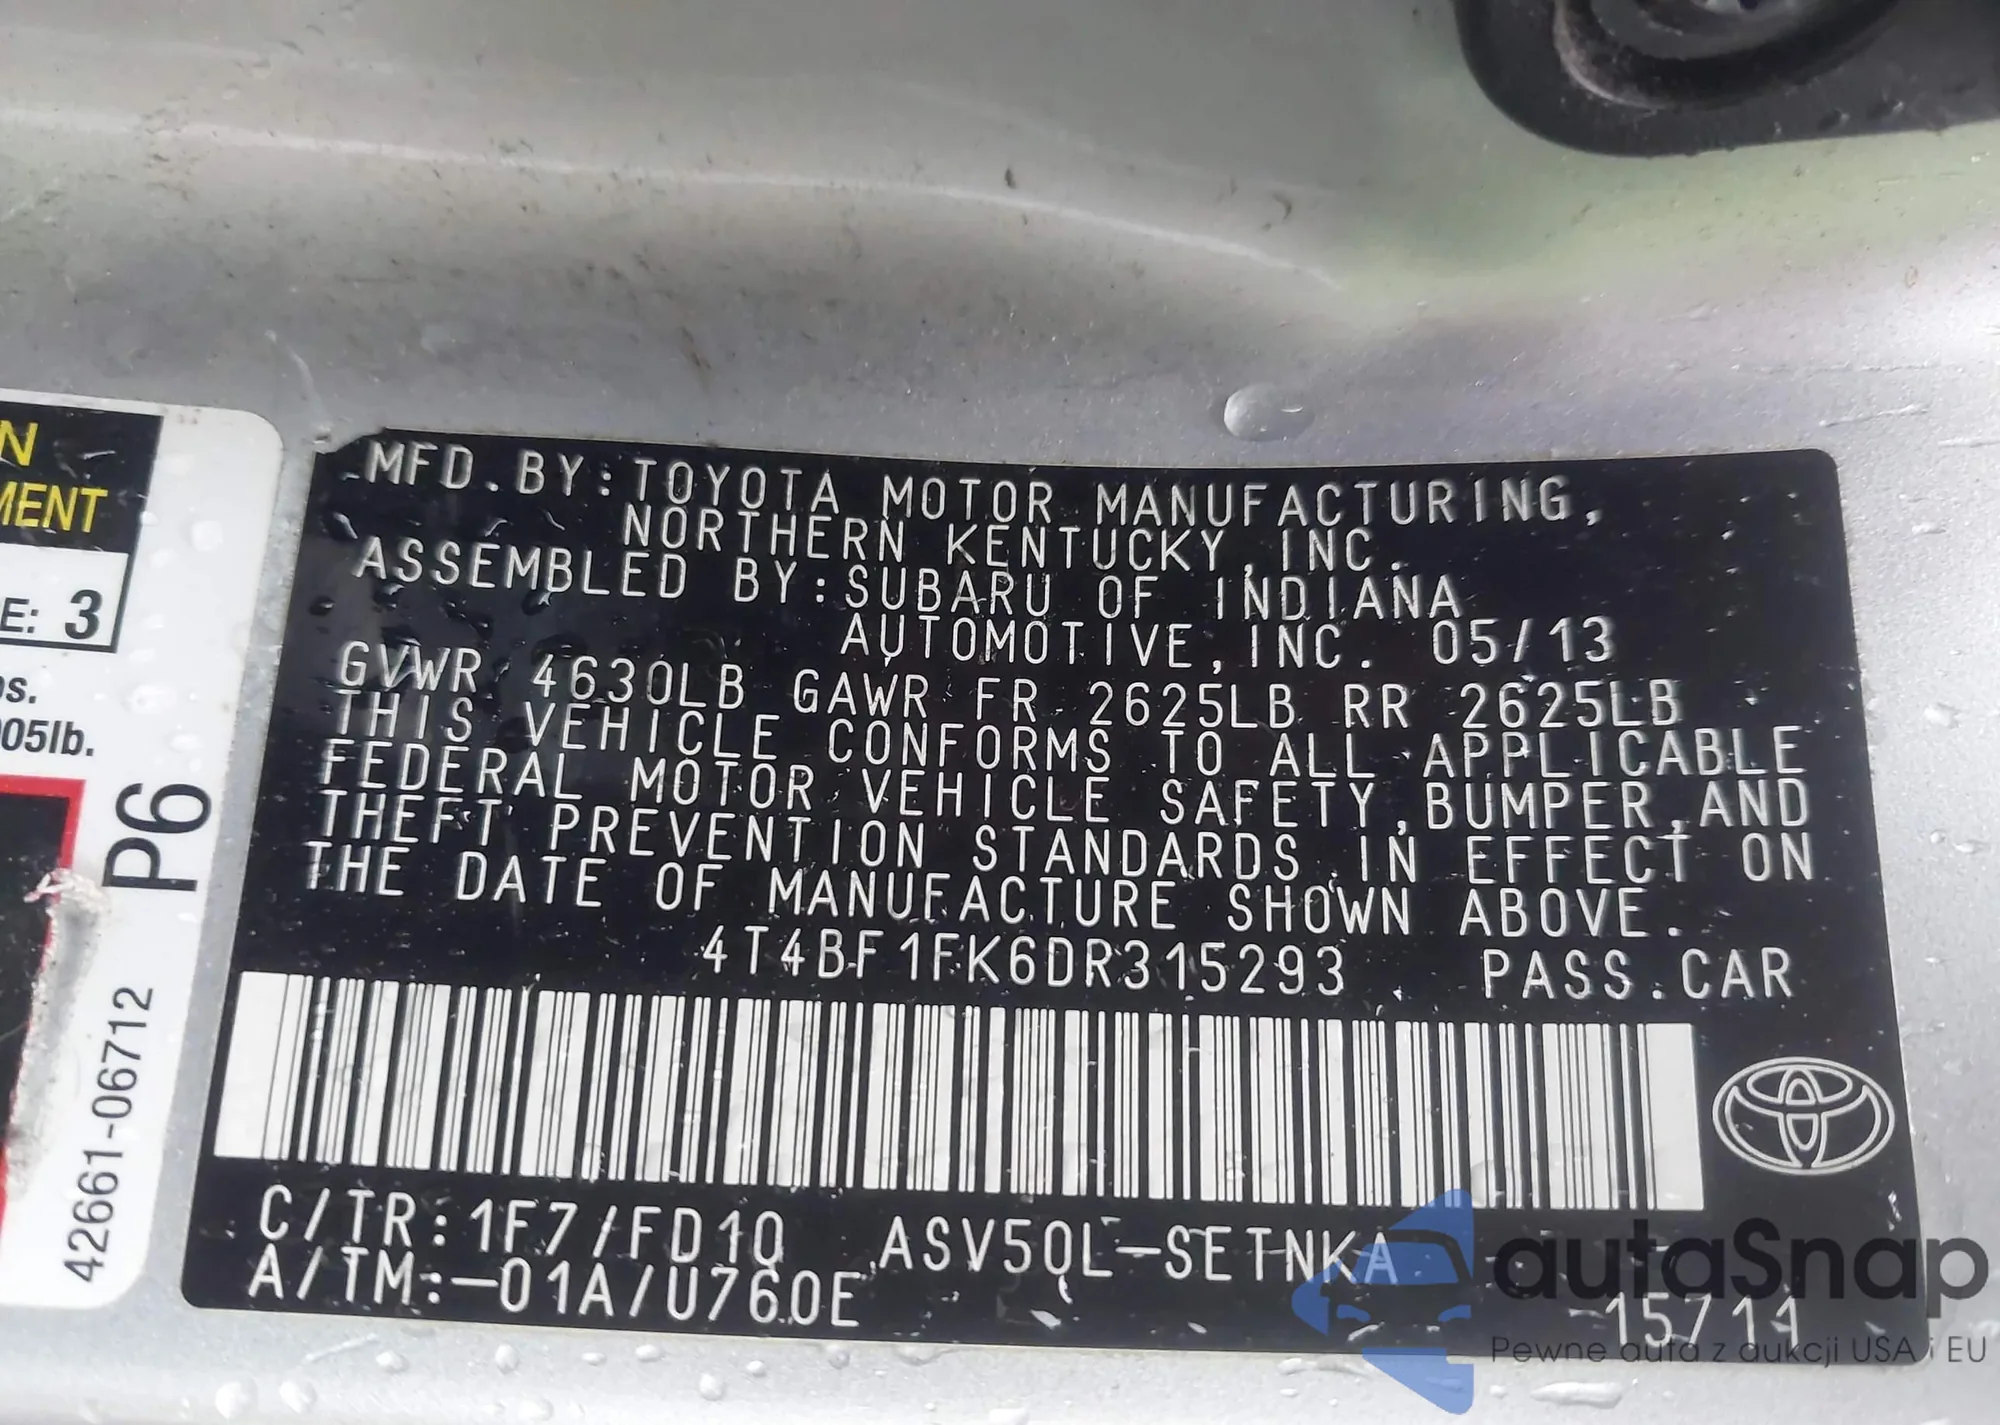 N
MENT
E: 3
os.
005lb.
P6
42661-06712
MFD. BY: TOYOTA MOTOR MANUFACTURING,
NORTHERN KENTUCKY, INC.
ASSEMBLED BY: SUBARU OF INDIANA
AUTOMOTIVE, INC. 05/13
GVWR 4630LB GAWR FR 2625LB RR 2625LB
THIS VEHICLE CONFORMS TO ALL APPLICABLE
FEDERAL MOTOR VEHICLE SAFETY, BUMPER, AND
THEFT PREVENTION STANDARDS IN EFFECT ON
THE DATE OF MANUFACTURE SHOWN ABOVE.
4T4BF1FK6DR315293 PASS. CAR
C/TR: 1F7/FD10 ASV50L-SETNKA
A/TM: -01A/U760E
15711
autaSnap
Pewne auta z aukcji USA i EU